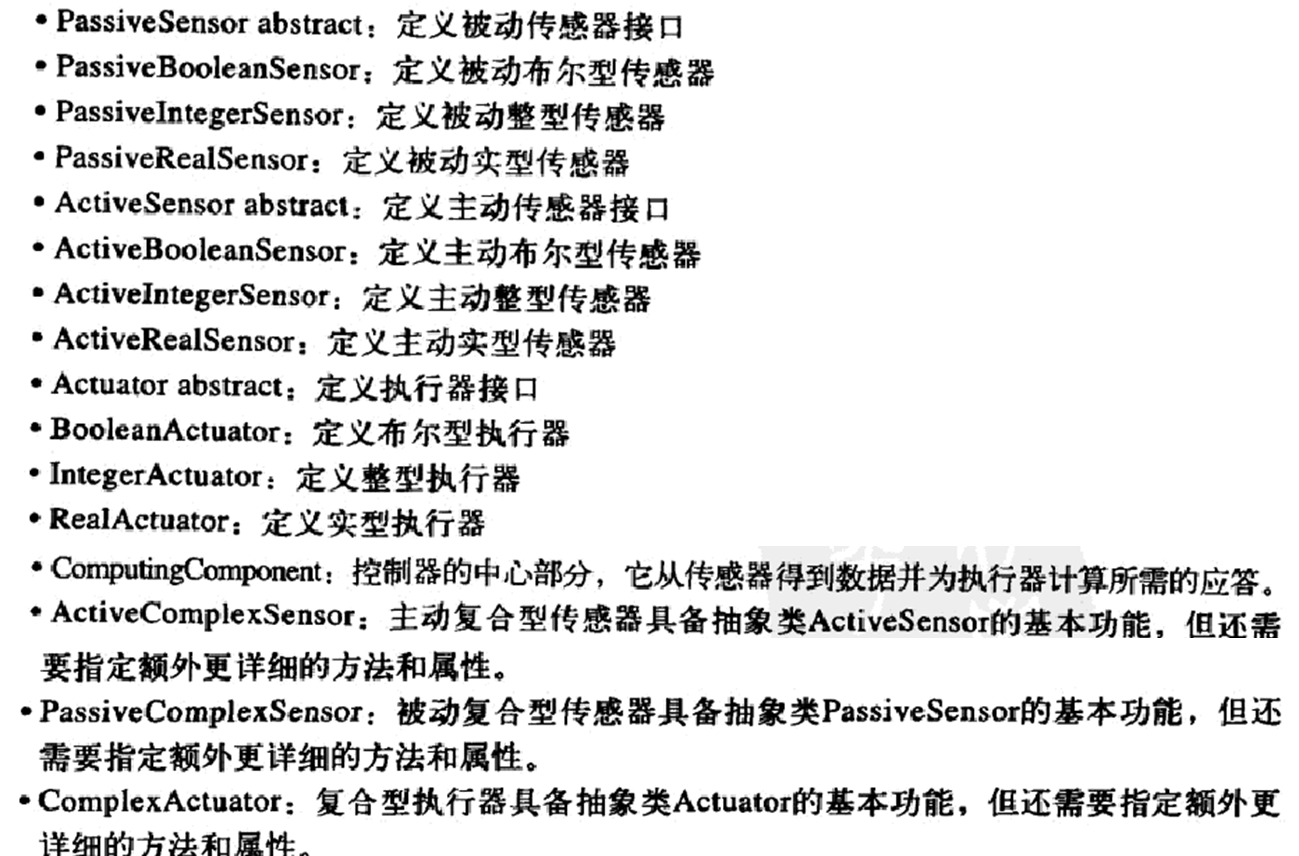 • PassiveSensor abstract：定义被动传感器接口
• PassiveBooleanSensor：定义被动布尔型传感器
• PassiveIntegerSensor：定义被动整型传感器
• PassiveRealSensor：定义被动实型传感器
• ActiveSensor abstract：定义主动传感器接口
• ActiveBooleanSensor：定义主动布尔型传感器
• ActiveIntegerSensor：定义主动整型传感器
• ActiveRealSensor：定义主动实型传感器
• Actuator abstract：定义执行器接口
• BooleanActuator：定义布尔型执行器
• IntegerActuator：定义整型执行器
• RealActuator：定义实型执行器
• ComputingComponent：控制器的中心部分，它从传感器得到数据并为执行器计算所需的应答。
• ActiveComplexSensor：主动复合型传感器具备抽象类ActiveSensor的基本功能，但还需
要指定额外更详细的方法和属性。
• PassiveComplexSensor：被动复合型传感器具备抽象类PassiveSensor的基本功能，但还
需要指定额外更详细的方法和属性。
• ComplexActuator：复合型执行器具备抽象类Actuator的基本功能，但还需要指定额外更
详细的方法和属性。